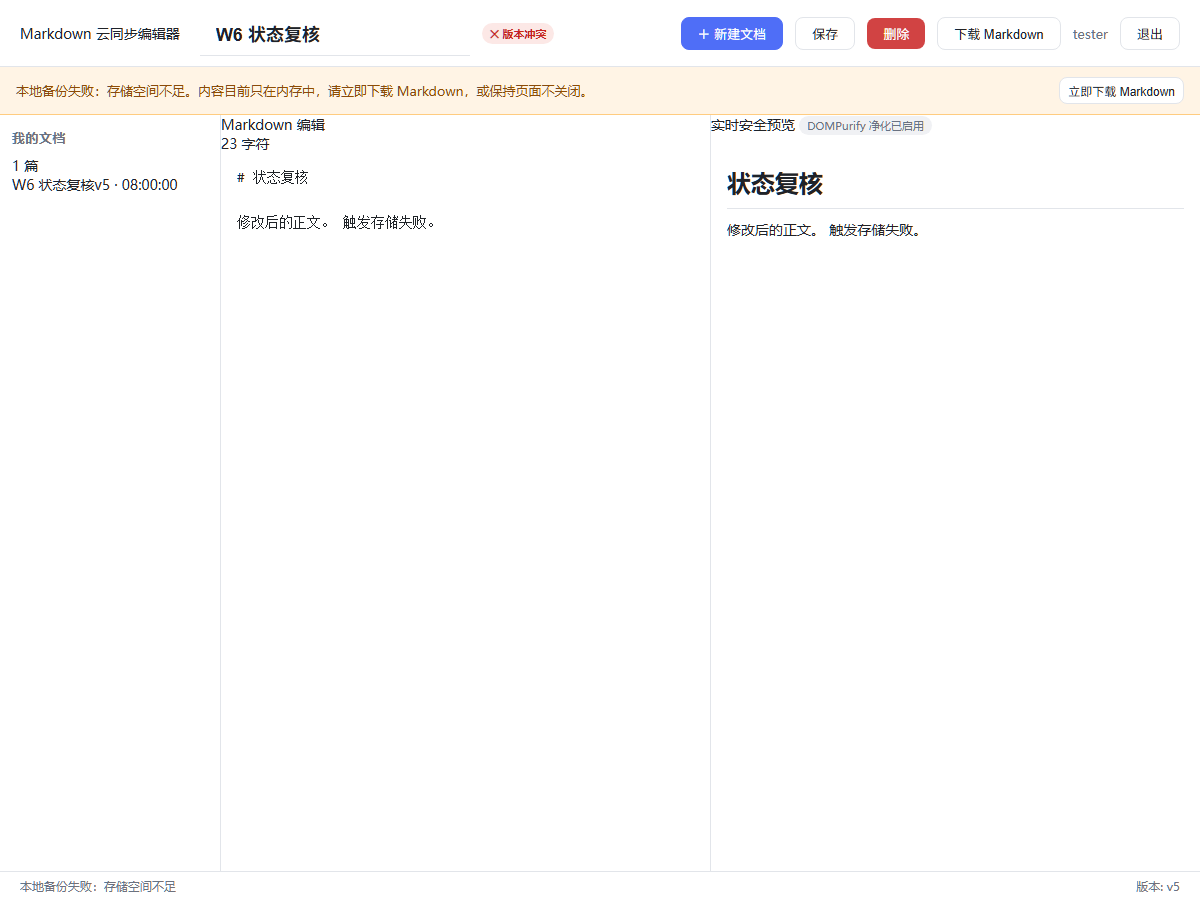 Markdown 云同步编辑器
W6 状态复核
✕ 版本冲突
＋ 新建文档
保存
删除
下载 Markdown
tester
退出
本地备份失败：存储空间不足。内容目前只在内存中，请立即下载 Markdown，或保持页面不关闭。
立即下载 Markdown
我的文档
1 篇
W6 状态复核v5 · 08:00:00
Markdown 编辑
23 字符
# 状态复核
修改后的正文。 触发存储失败。
实时安全预览
DOMPurify 净化已启用
状态复核
修改后的正文。 触发存储失败。
本地备份失败：存储空间不足
版本: v5